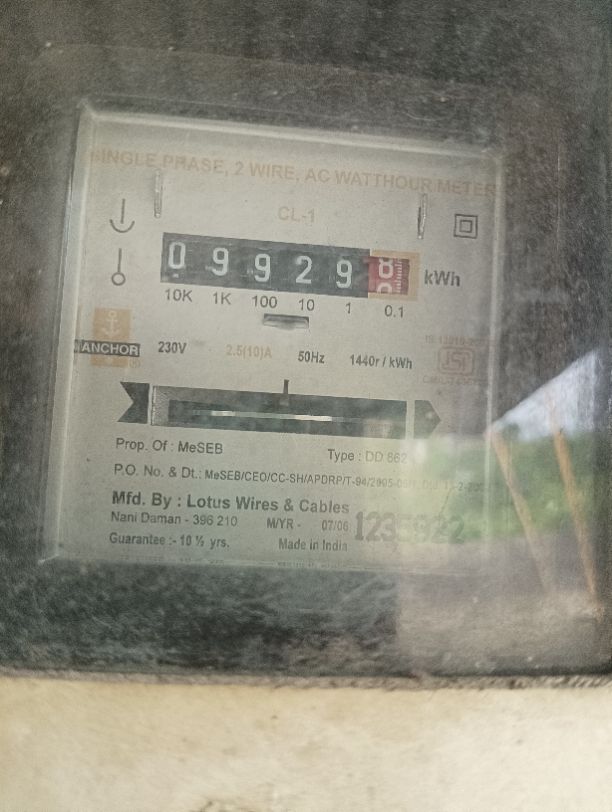 SINGLE PHASE, 2 WIRE, AC WATTHOUR METER
CL-1
0 9 9 2 9 8 kWh
10K 1K 100 10 1 0.1
ANCHOR 230V 2.5(10)A 50Hz 1440r / kWh
Prop. Of : MeSEB
Type : DD 862
P.O. No. & Dt.: MeSEB/CEO/CC-SH/APDRP/T-94/2005-06/
Mfd. By : Lotus Wires & Cables
Nani Daman - 396 210 M/YR - 07/06
Guarantee :- 10 ½ yrs. Made in India